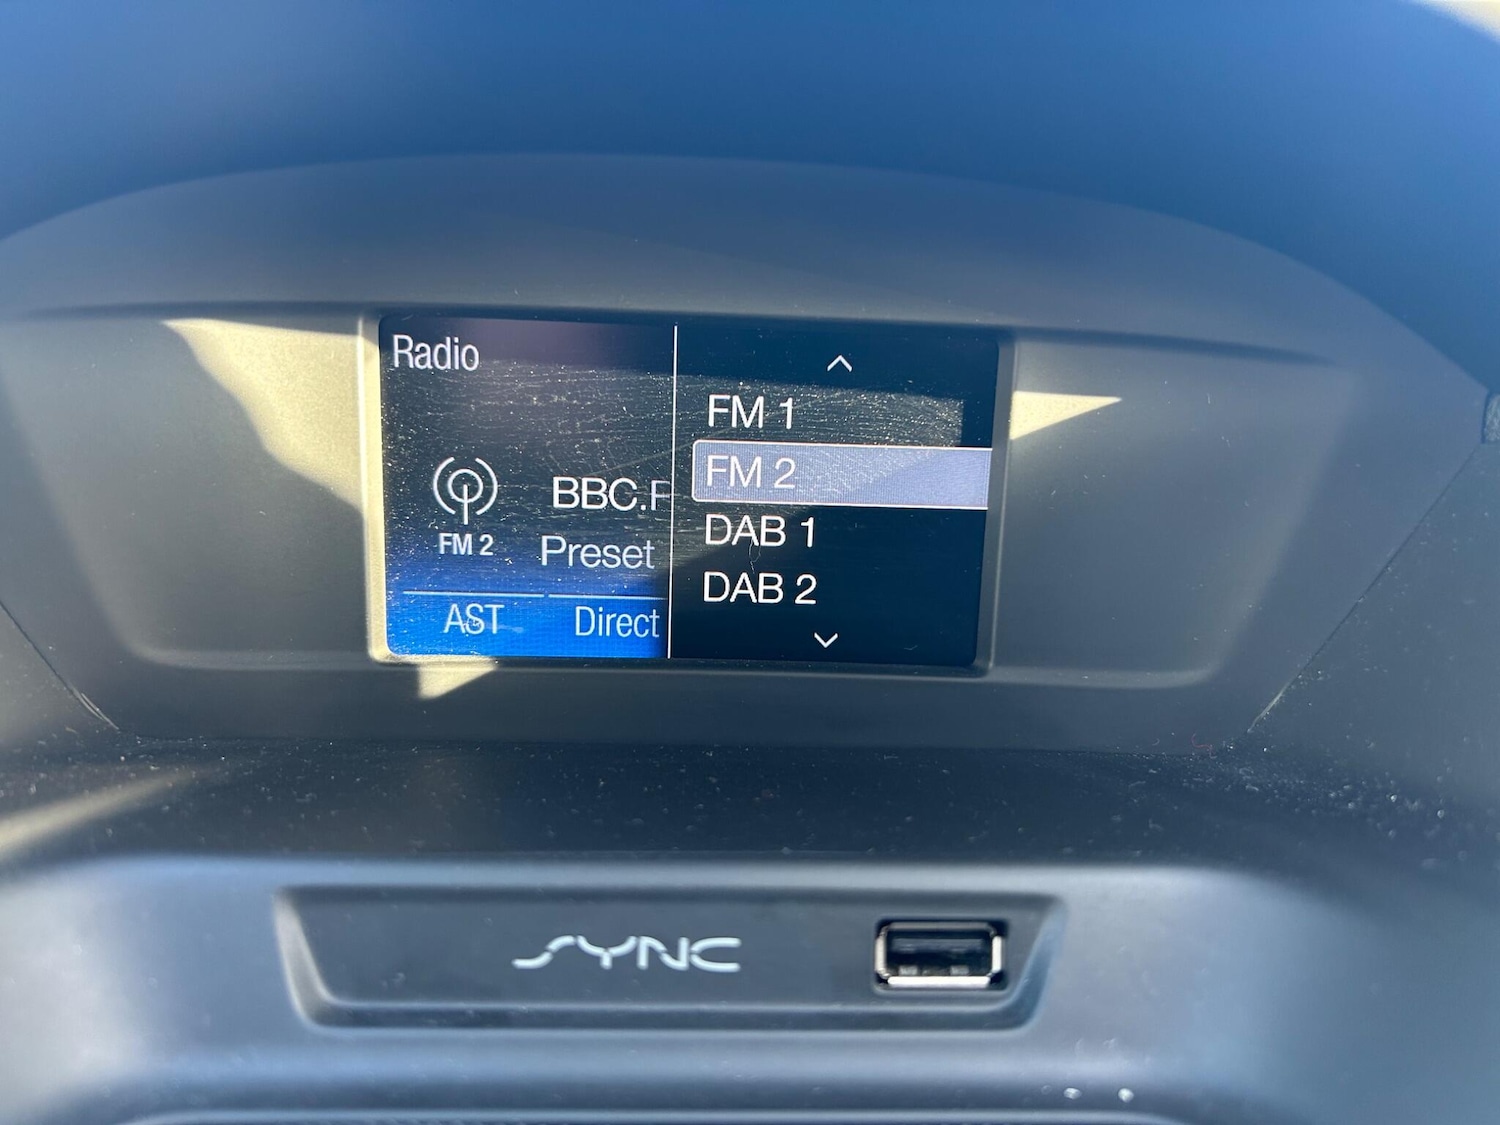 Radio
FM 2
BBC.F
Preset
AST
Direct
FM 1
FM 2
DAB 1
DAB 2
SYNC